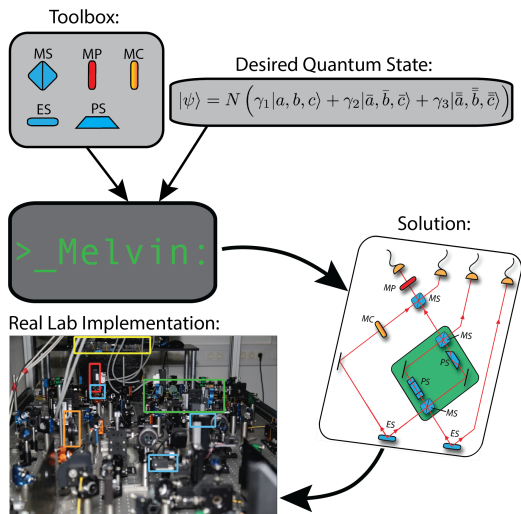 Toolbox:
MS MP MC
ES PS
Desired Quantum State:
|ψ⟩ = N (γ₁|a, b, c⟩ + γ₂|ā, b̄, c̄⟩ + γ₃|a̿, b̿, c̿⟩)
>_Melvin:
Solution:
MP
MS
MC
MS
PS
PS
MS
ES
ES
Real Lab Implementation: